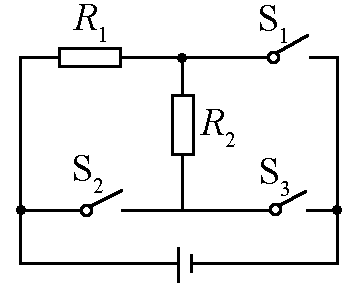 R₁ S₁
R₂
S₂ S₃